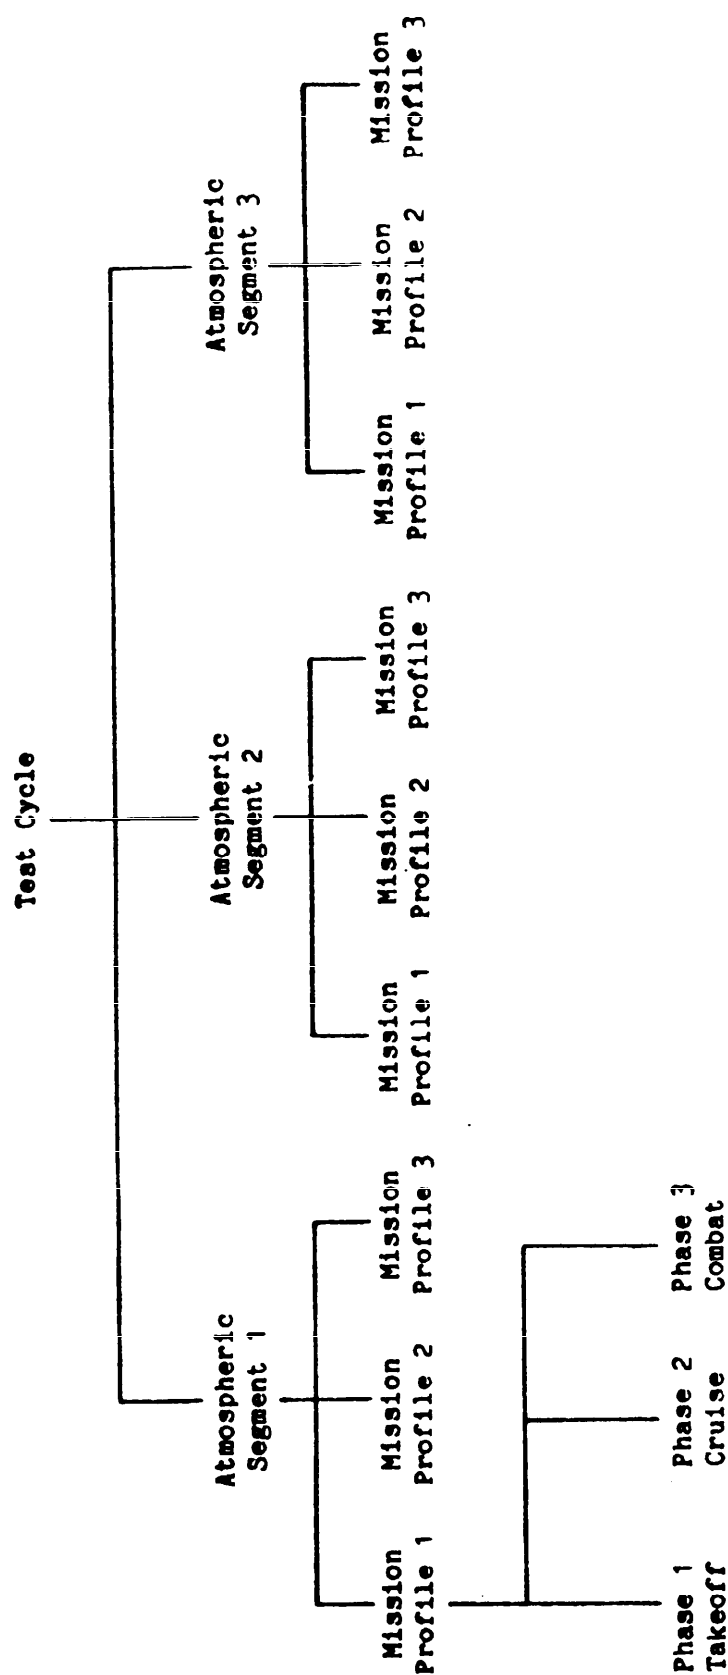 Test Cycle
Atmospheric
Segment 1
Atmospheric
Segment 2
Atmospheric
Segment 3
Mission
Profile 1
Mission
Profile 2
Mission
Profile 3
Mission
Profile 1
Mission
Profile 2
Mission
Profile 3
Mission
Profile 1
Mission
Profile 2
Mission
Profile 3
Phase 1
Takeoff
Phase 2
Cruise
Phase 3
Combat